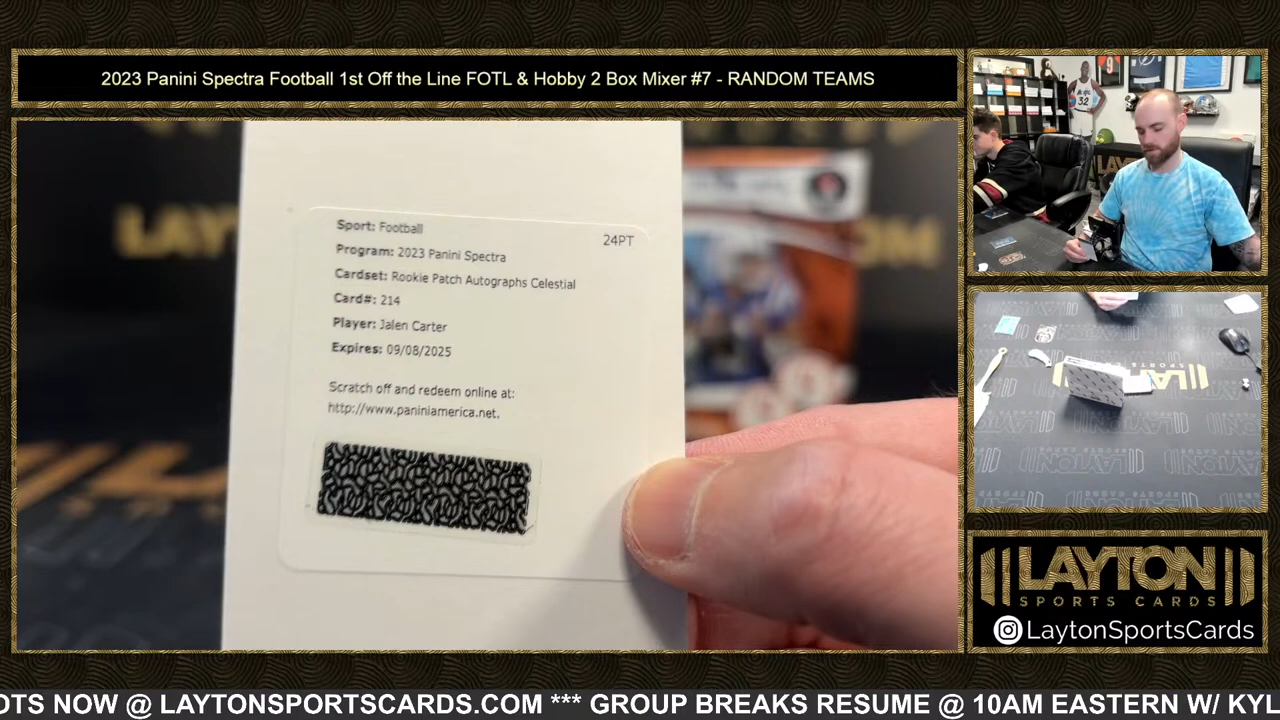 2023 Panini Spectra Football 1st Off the Line FOTL & Hobby 2 Box Mixer #7 - RANDOM TEAMS
Sport: Football
24PT
Program: 2023 Panini Spectra
Cardset: Rookie Patch Autographs Celestial
Card#: 214
Player: Jalen Carter
Expires: 09/08/2025
Scratch off and redeem online at:
http://www.paniniamerica.net.
LAYTON
SPORTS CARDS
LaytonSportsCards
OTS NOW @ LAYTONSPORTSCARDS.COM *** GROUP BREAKS RESUME @ 10AM EASTERN W/ KYL